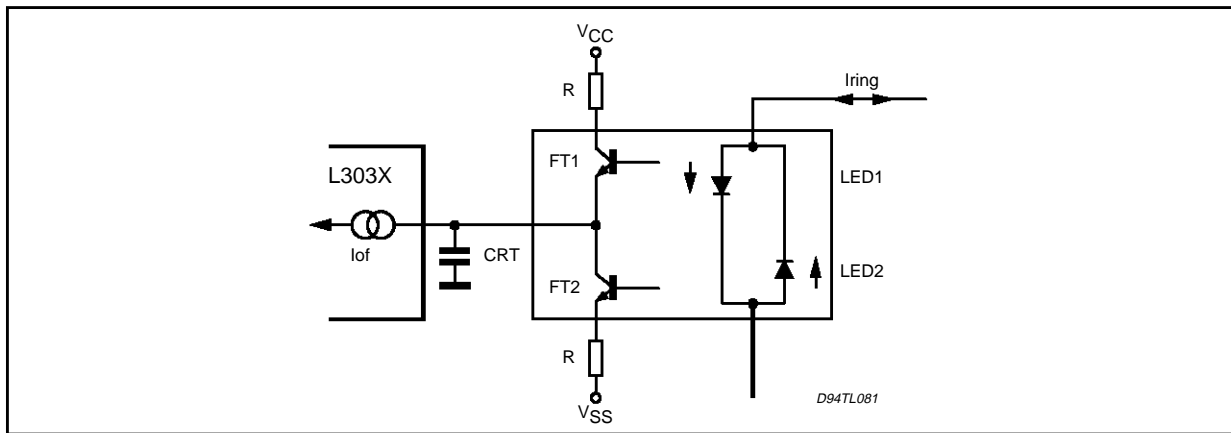 VCC
R
Iring
FT1
LED1
L303X
Iof
CRT
FT2
LED2
R
VSS
D94TL081